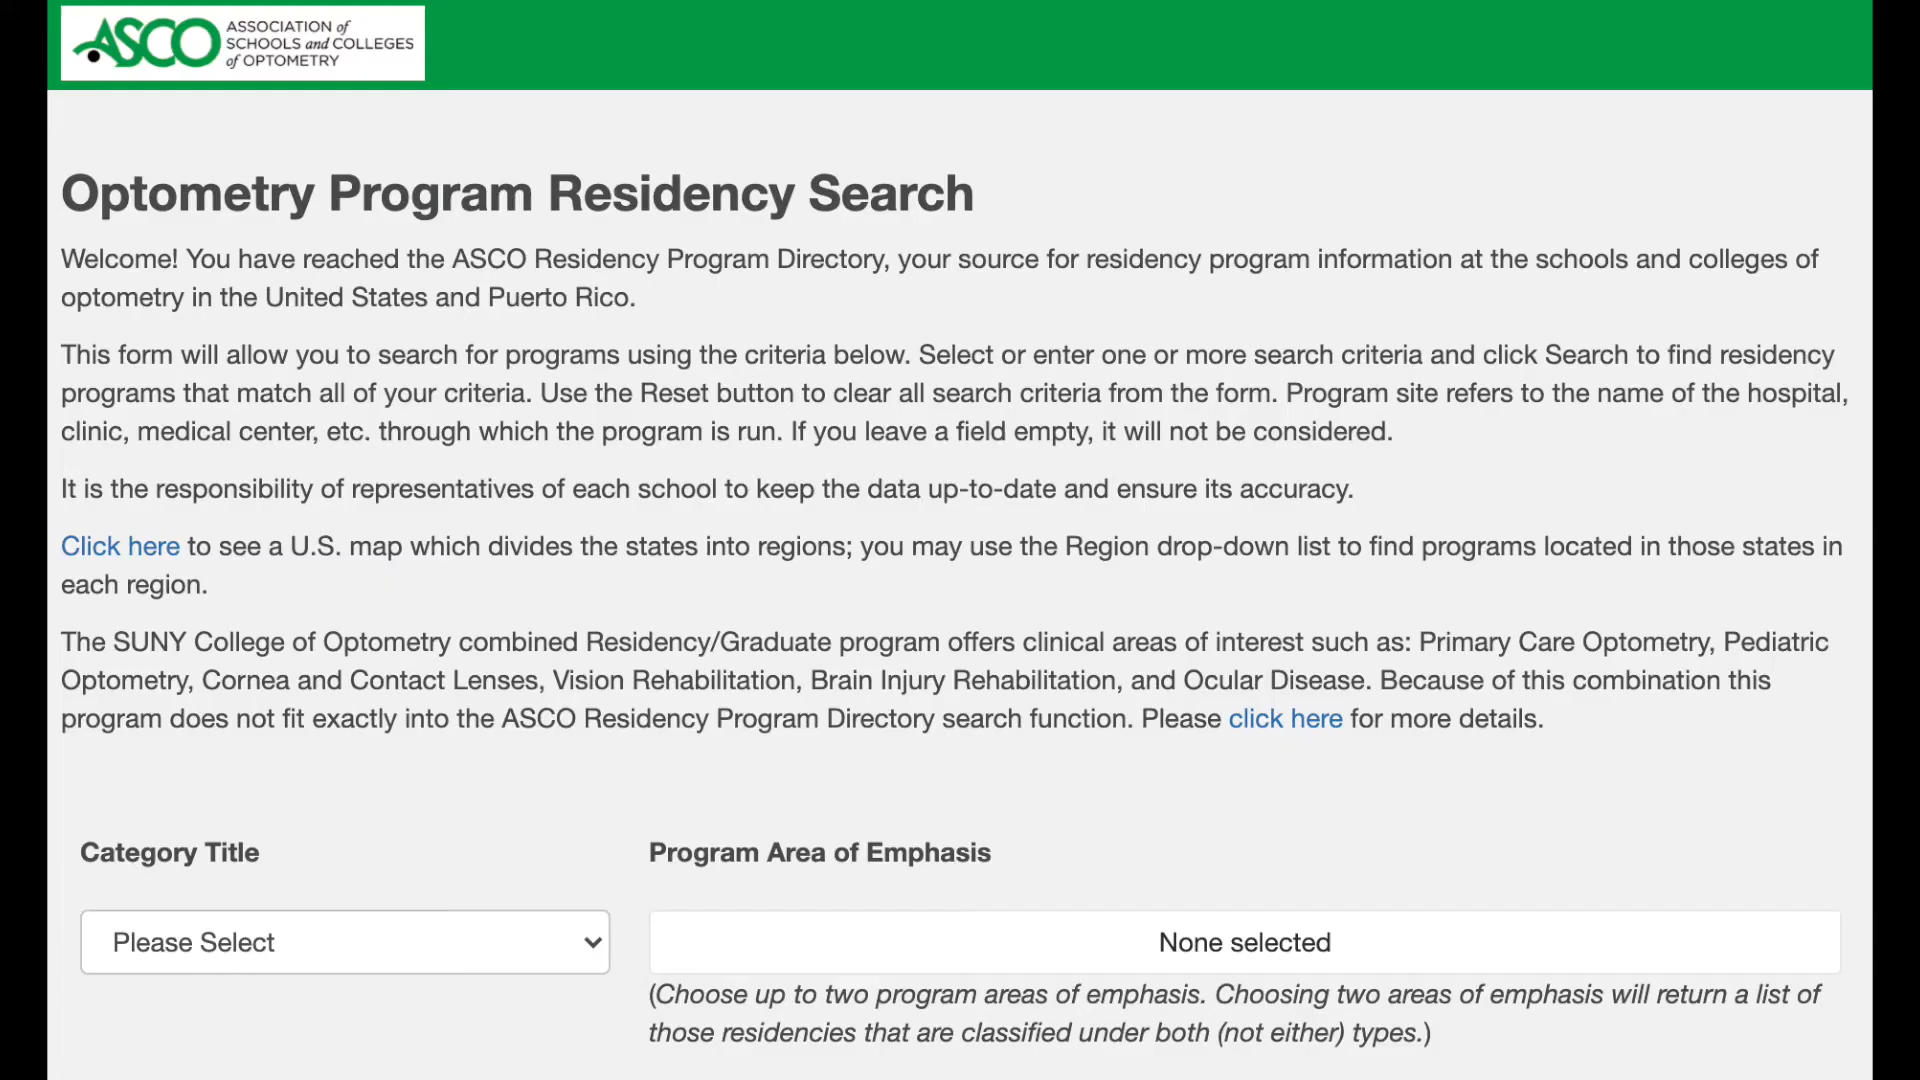 ASCO
ASSOCIATION of
SCHOOLS and COLLEGES
of OPTOMETRY
Optometry Program Residency Search
Welcome! You have reached the ASCO Residency Program Directory, your source for residency program information at the schools and colleges of
optometry in the United States and Puerto Rico.
This form will allow you to search for programs using the criteria below. Select or enter one or more search criteria and click Search to find residency
programs that match all of your criteria. Use the Reset button to clear all search criteria from the form. Program site refers to the name of the hospital,
clinic, medical center, etc. through which the program is run. If you leave a field empty, it will not be considered.
It is the responsibility of representatives of each school to keep the data up-to-date and ensure its accuracy.
Click here to see a U.S. map which divides the states into regions; you may use the Region drop-down list to find programs located in those states in
each region.
The SUNY College of Optometry combined Residency/Graduate program offers clinical areas of interest such as: Primary Care Optometry, Pediatric
Optometry, Cornea and Contact Lenses, Vision Rehabilitation, Brain Injury Rehabilitation, and Ocular Disease. Because of this combination this
program does not fit exactly into the ASCO Residency Program Directory search function. Please click here for more details.
Category Title
Program Area of Emphasis
Please Select
None selected
(Choose up to two program areas of emphasis. Choosing two areas of emphasis will return a list of
those residencies that are classified under both (not either) types.)